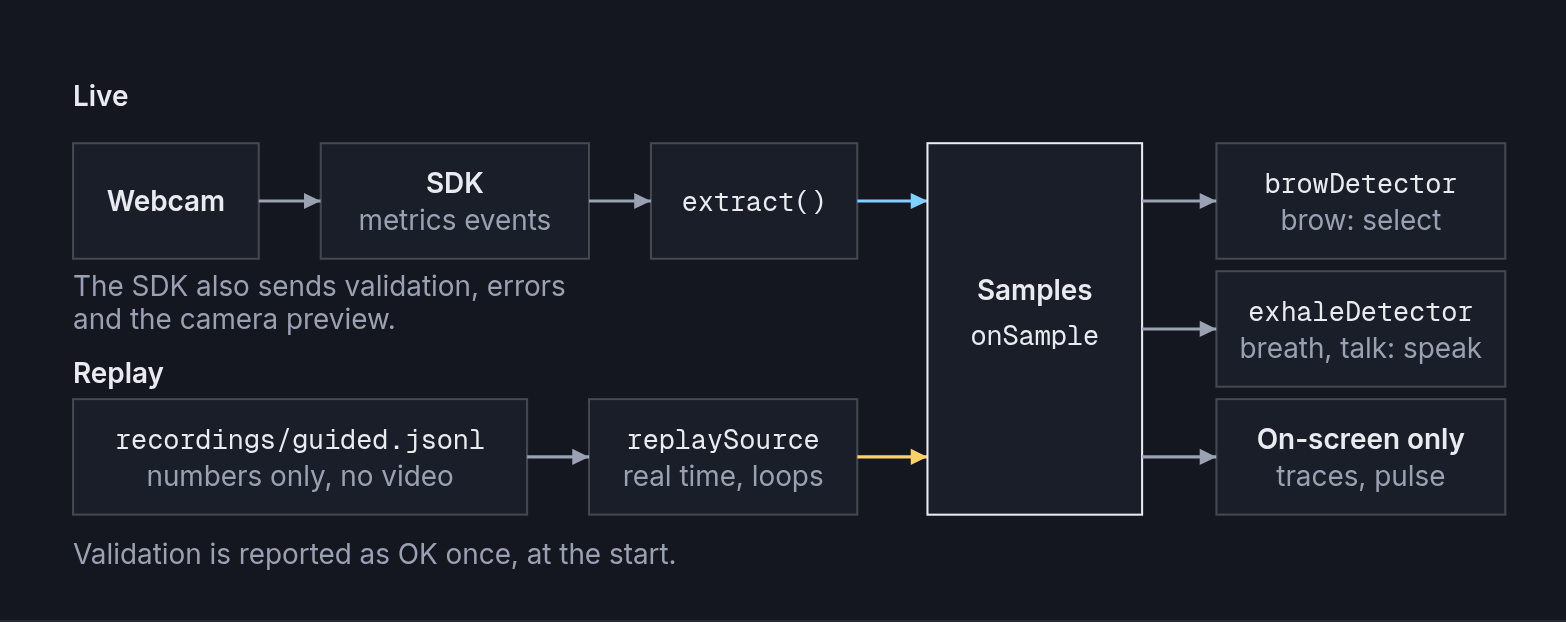 Live
Webcam
SDK
metrics events
extract()
Samples
onSample
browDetector
brow: select
exhaleDetector
breath, talk: speak
The SDK also sends validation, errors
and the camera preview.
Replay
recordings/guided.jsonl
numbers only, no video
replaySource
real time, loops
On-screen only
traces, pulse
Validation is reported as OK once, at the start.